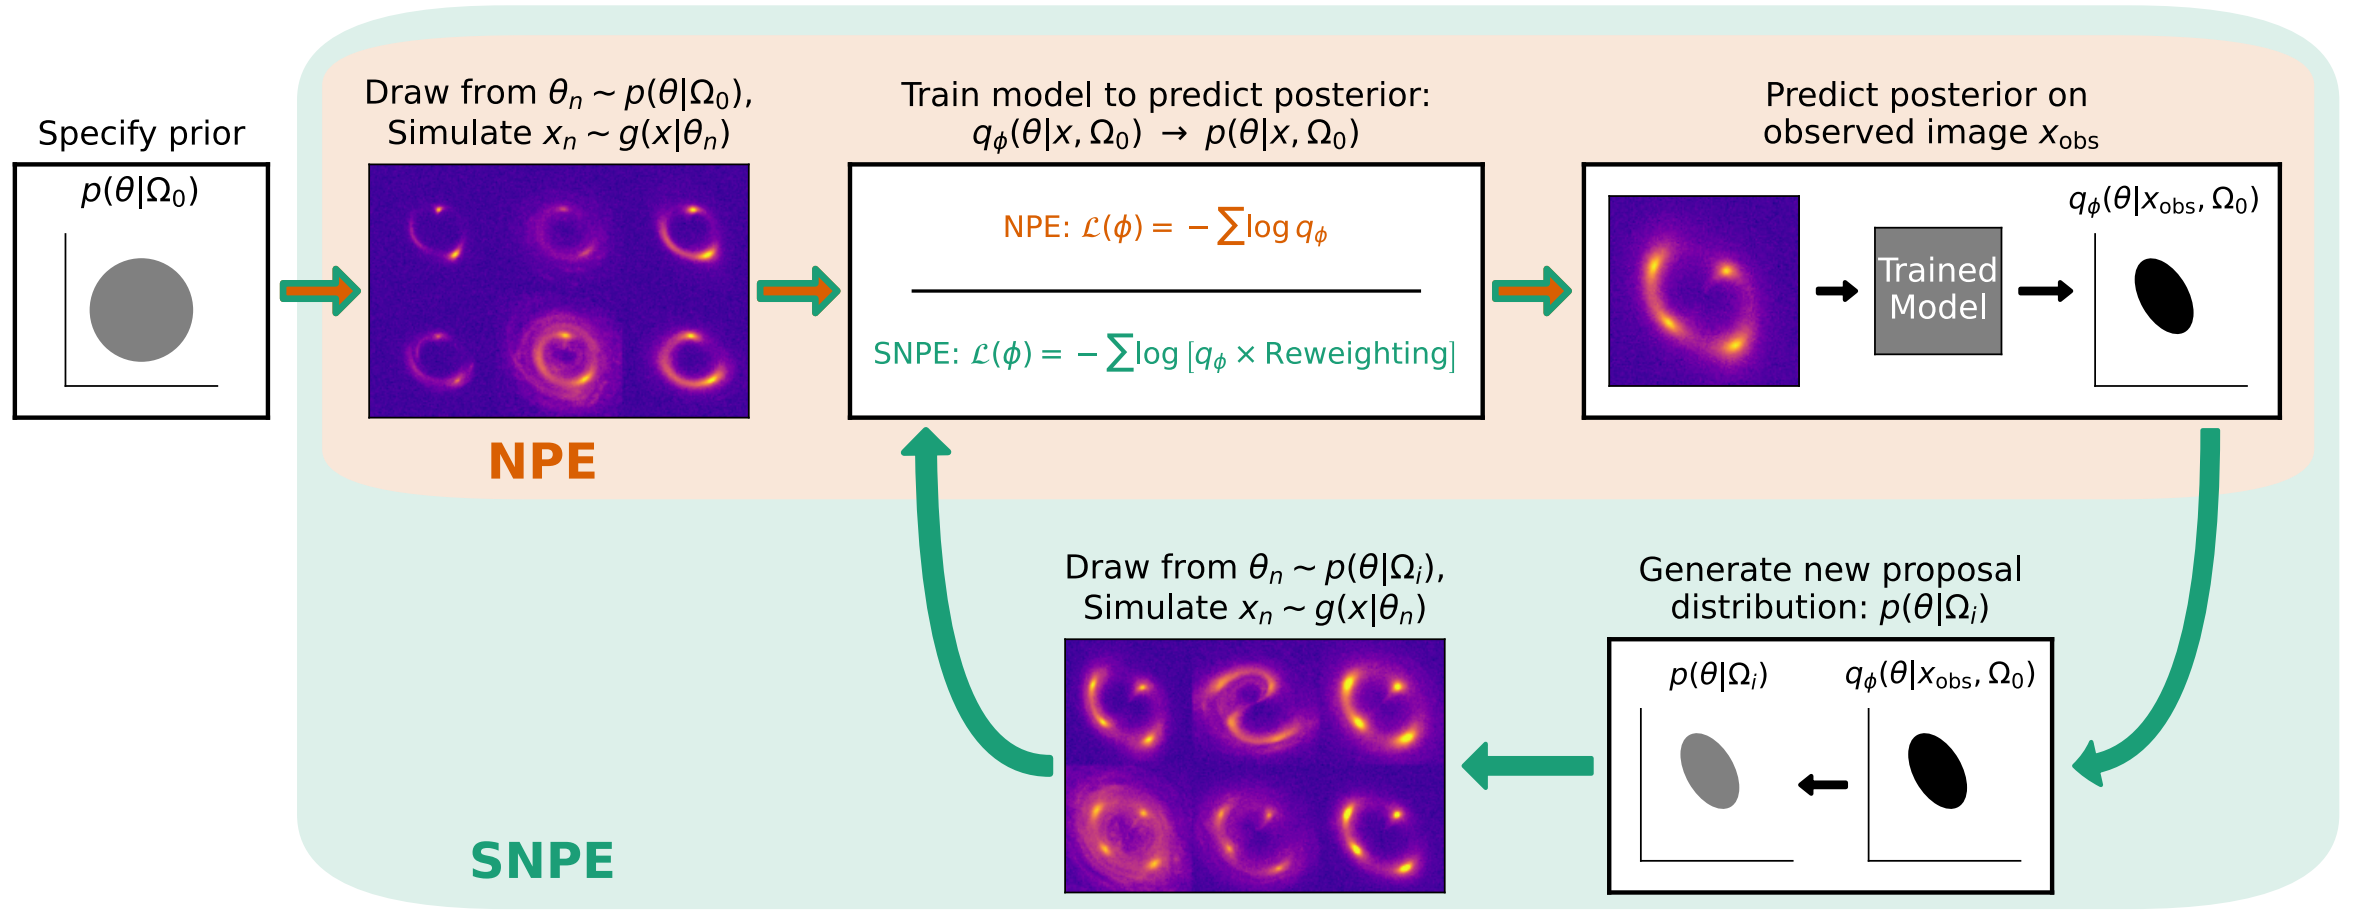 Specify prior
p(θ|Ω₀)
Draw from θₙ ~ p(θ|Ω₀),
Simulate xₙ ~ g(x|θₙ)
Train model to predict posterior:
q_ϕ(θ|x, Ω₀) → p(θ|x, Ω₀)
NPE: ℒ(ϕ) = − ∑ log q_ϕ
SNPE: ℒ(ϕ) = − ∑ log [q_ϕ × Reweighting]
Predict posterior on
observed image x_obs
Trained
Model
q_ϕ(θ|x_obs, Ω₀)
NPE
Draw from θₙ ~ p(θ|Ωᵢ),
Simulate xₙ ~ g(x|θₙ)
Generate new proposal
distribution: p(θ|Ωᵢ)
p(θ|Ωᵢ)
q_ϕ(θ|x_obs, Ω₀)
SNPE